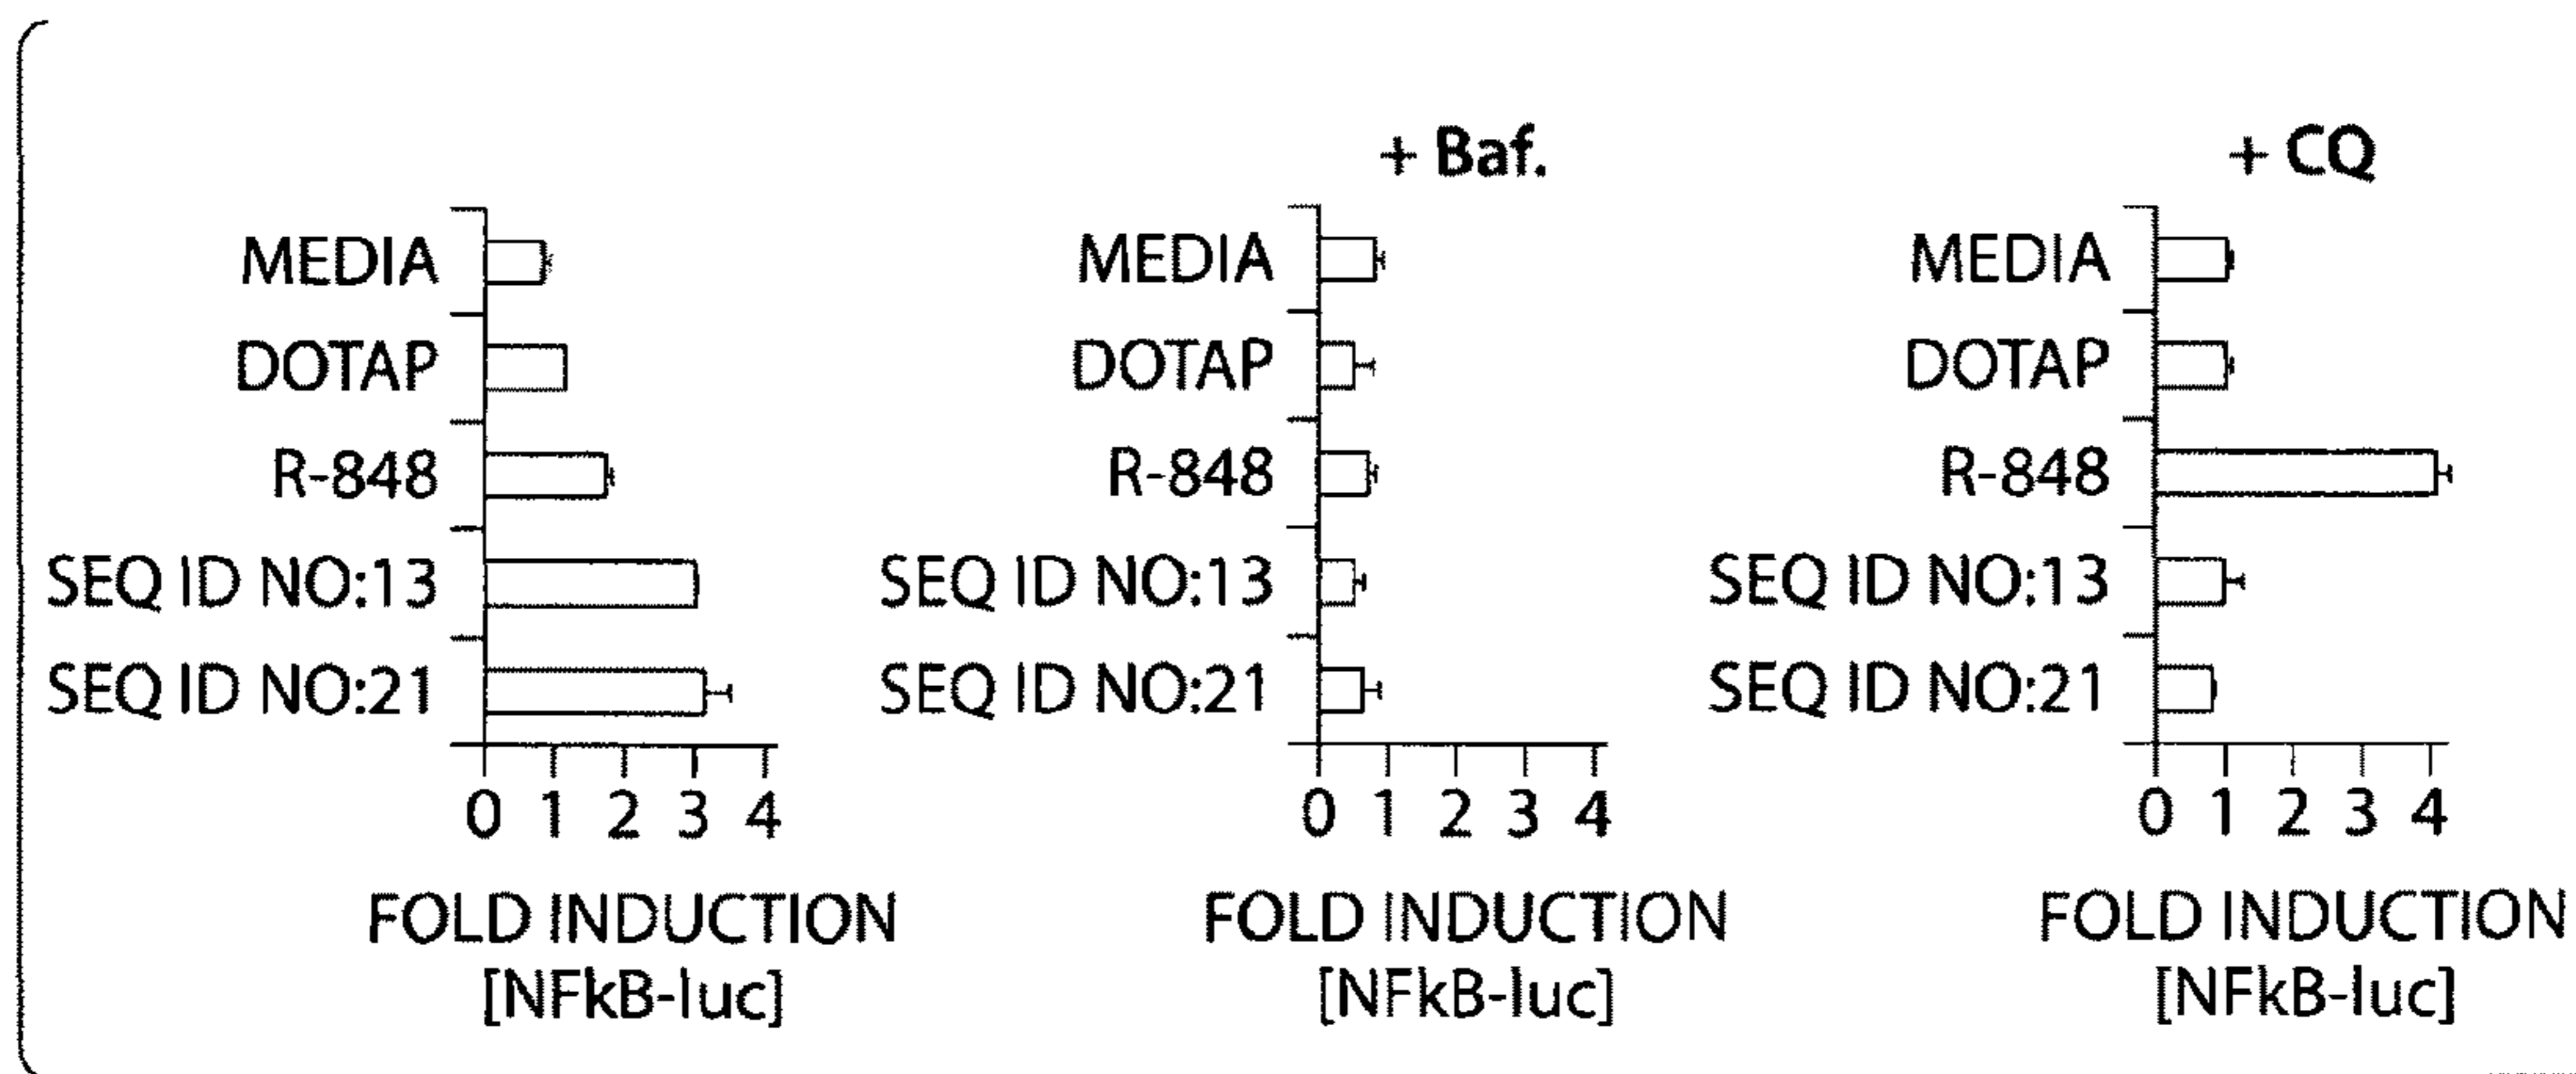 + Baf.
+ CQ
MEDIA
DOTAP
R-848
SEQ ID NO:13
SEQ ID NO:21
0 1 2 3 4
FOLD INDUCTION
[NFkB-luc]
MEDIA
DOTAP
R-848
SEQ ID NO:13
SEQ ID NO:21
0 1 2 3 4
FOLD INDUCTION
[NFkB-luc]
MEDIA
DOTAP
R-848
SEQ ID NO:13
SEQ ID NO:21
0 1 2 3 4
FOLD INDUCTION
[NFkB-luc]